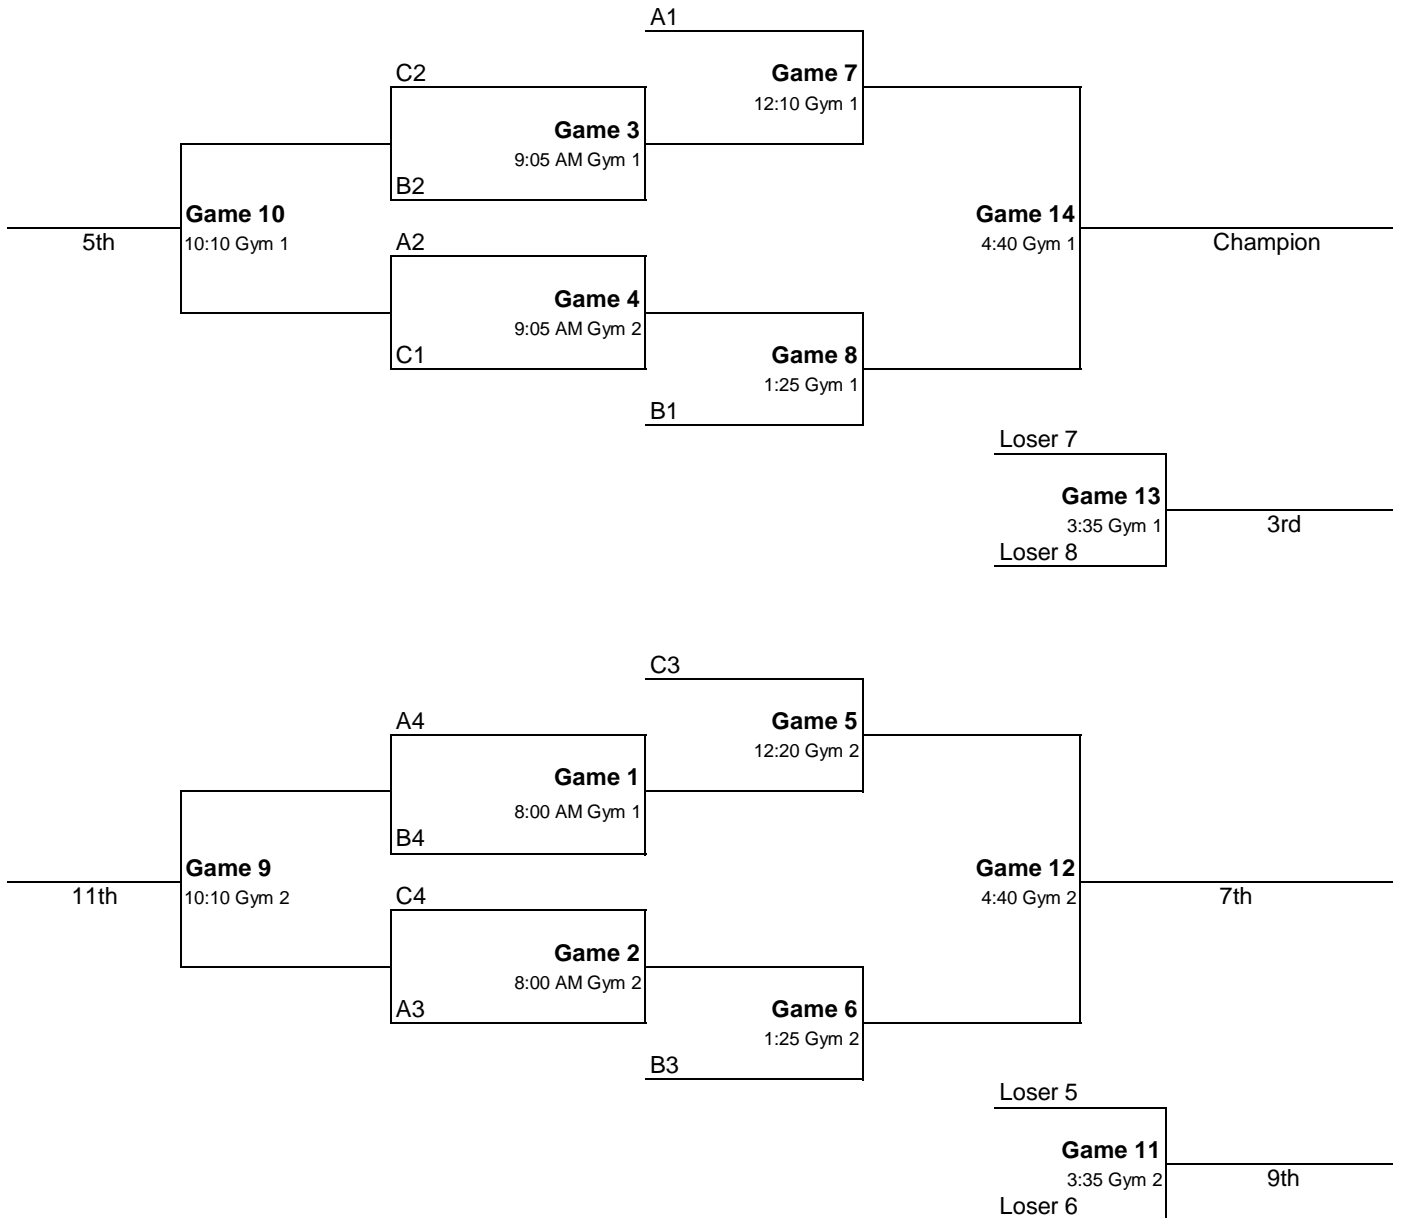 A1
C2
Game 7
12:10 Gym 1
Game 3
9:05 AM Gym 1
B2
Game 10
10:10 Gym 1
5th
A2
Game 14
4:40 Gym 1
Champion
Game 4
9:05 AM Gym 2
C1
Game 8
1:25 Gym 1
B1
Loser 7
Game 13
3:35 Gym 1
3rd
Loser 8
C3
A4
Game 5
12:20 Gym 2
Game 1
8:00 AM Gym 1
B4
Game 9
10:10 Gym 2
11th
C4
Game 12
4:40 Gym 2
7th
Game 2
8:00 AM Gym 2
A3
Game 6
1:25 Gym 2
B3
Loser 5
Game 11
3:35 Gym 2
9th
Loser 6